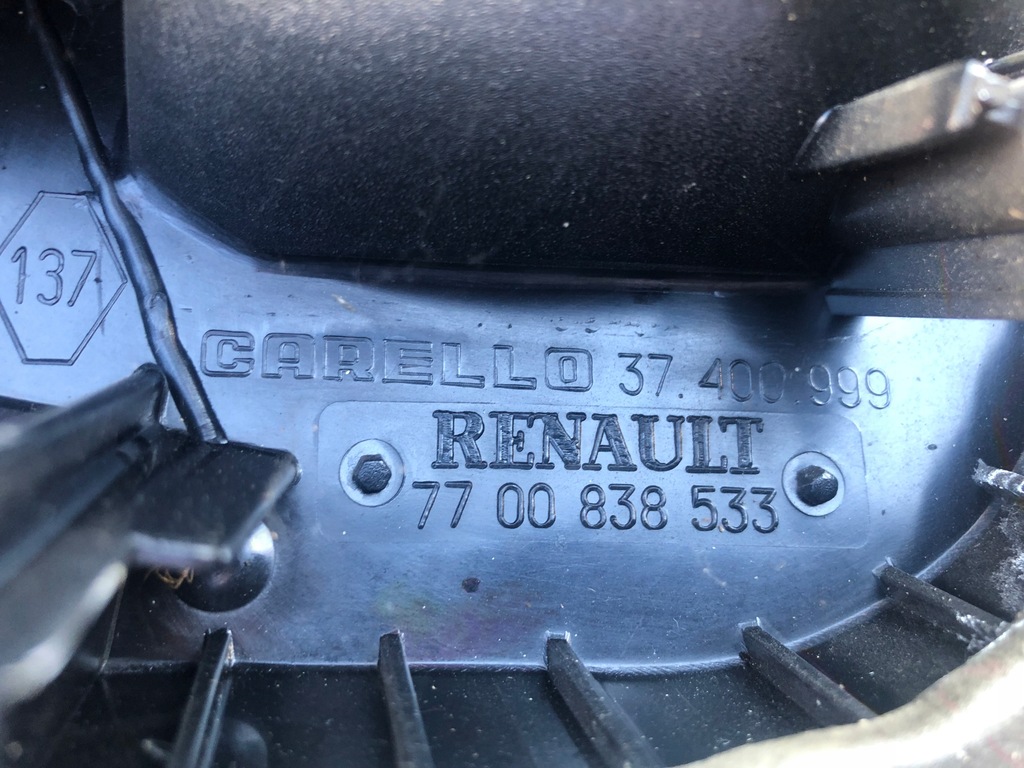 137
CARELLO 37.400.999
RENAULT
77 00 838 533